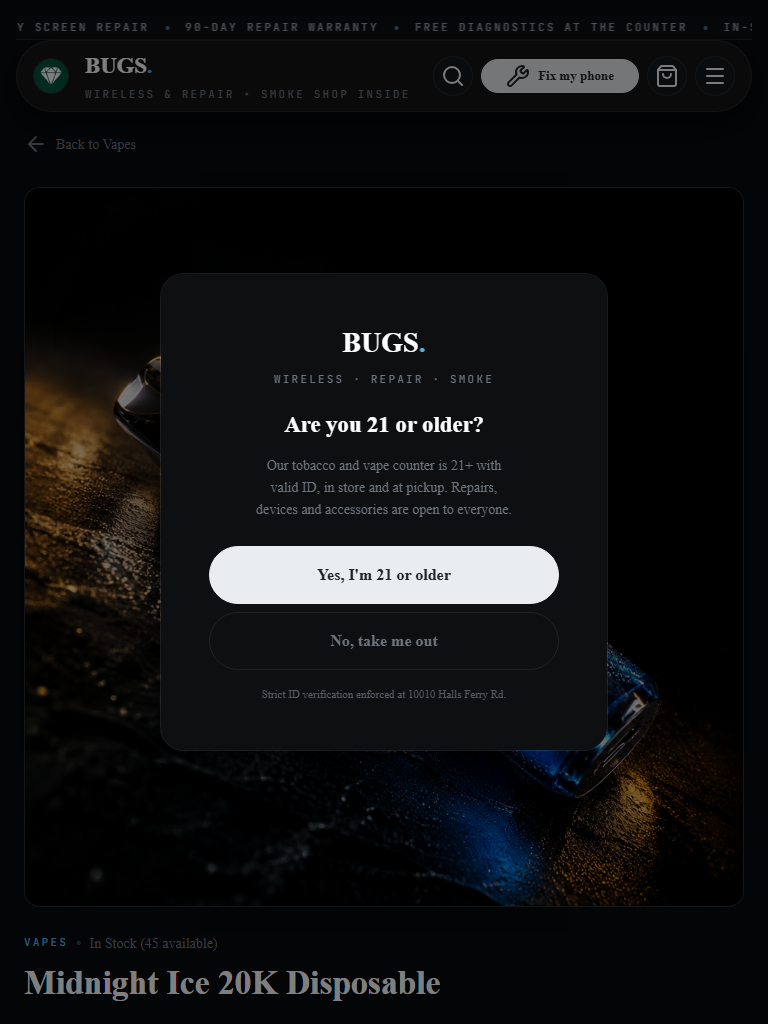 Y SCREEN REPAIR • 90-DAY REPAIR WARRANTY • FREE DIAGNOSTICS AT THE COUNTER • IN-S
BUGS.
WIRELESS & REPAIR • SMOKE SHOP INSIDE
Fix my phone
Back to Vapes
BUGS.
WIRELESS · REPAIR · SMOKE
Are you 21 or older?
Our tobacco and vape counter is 21+ with
valid ID, in store and at pickup. Repairs,
devices and accessories are open to everyone.
Yes, I'm 21 or older
No, take me out
Strict ID verification enforced at 10010 Halls Ferry Rd.
VAPES • In Stock (45 available)
Midnight Ice 20K Disposable